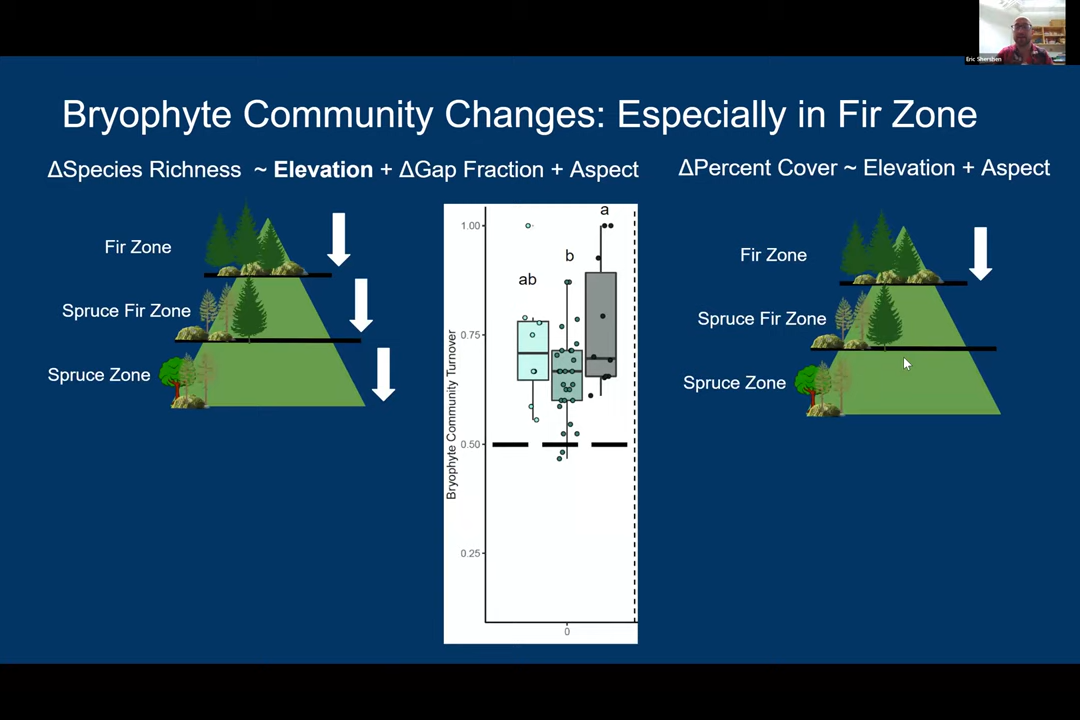 Eric Shershen
Bryophyte Community Changes: Especially in Fir Zone
ΔSpecies Richness ~ Elevation + ΔGap Fraction + Aspect
Fir Zone
Spruce Fir Zone
Spruce Zone
1.00
0.75
0.50
0.25
Bryophyte Community Turnover
ab
b
a
0
ΔPercent Cover ~ Elevation + Aspect
Fir Zone
Spruce Fir Zone
Spruce Zone